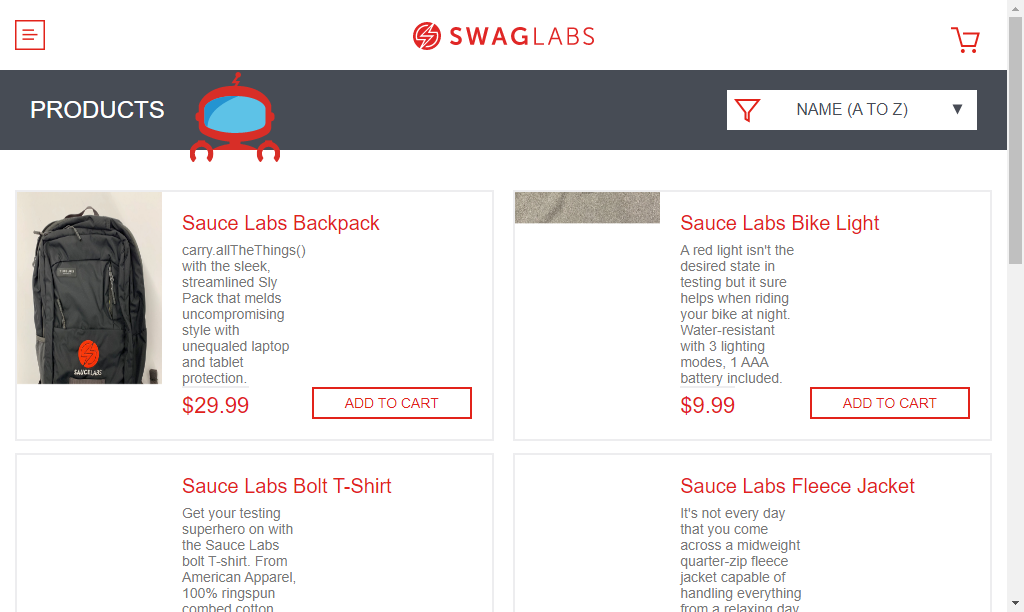 SWAGLABS
PRODUCTS
NAME (A TO Z)
Sauce Labs Backpack
carry.allTheThings()
with the sleek,
streamlined Sly
Pack that melds
uncompromising
style with
unequaled laptop
and tablet
protection.
$29.99
ADD TO CART
SAUCELABS
Sauce Labs Bike Light
A red light isn't the
desired state in
testing but it sure
helps when riding
your bike at night.
Water-resistant
with 3 lighting
modes, 1 AAA
battery included.
$9.99
ADD TO CART
Sauce Labs Bolt T-Shirt
Get your testing
superhero on with
the Sauce Labs
bolt T-shirt. From
American Apparel,
100% ringspun
combed cotton
Sauce Labs Fleece Jacket
It's not every day
that you come
across a midweight
quarter-zip fleece
jacket capable of
handling everything
from a relaxing day